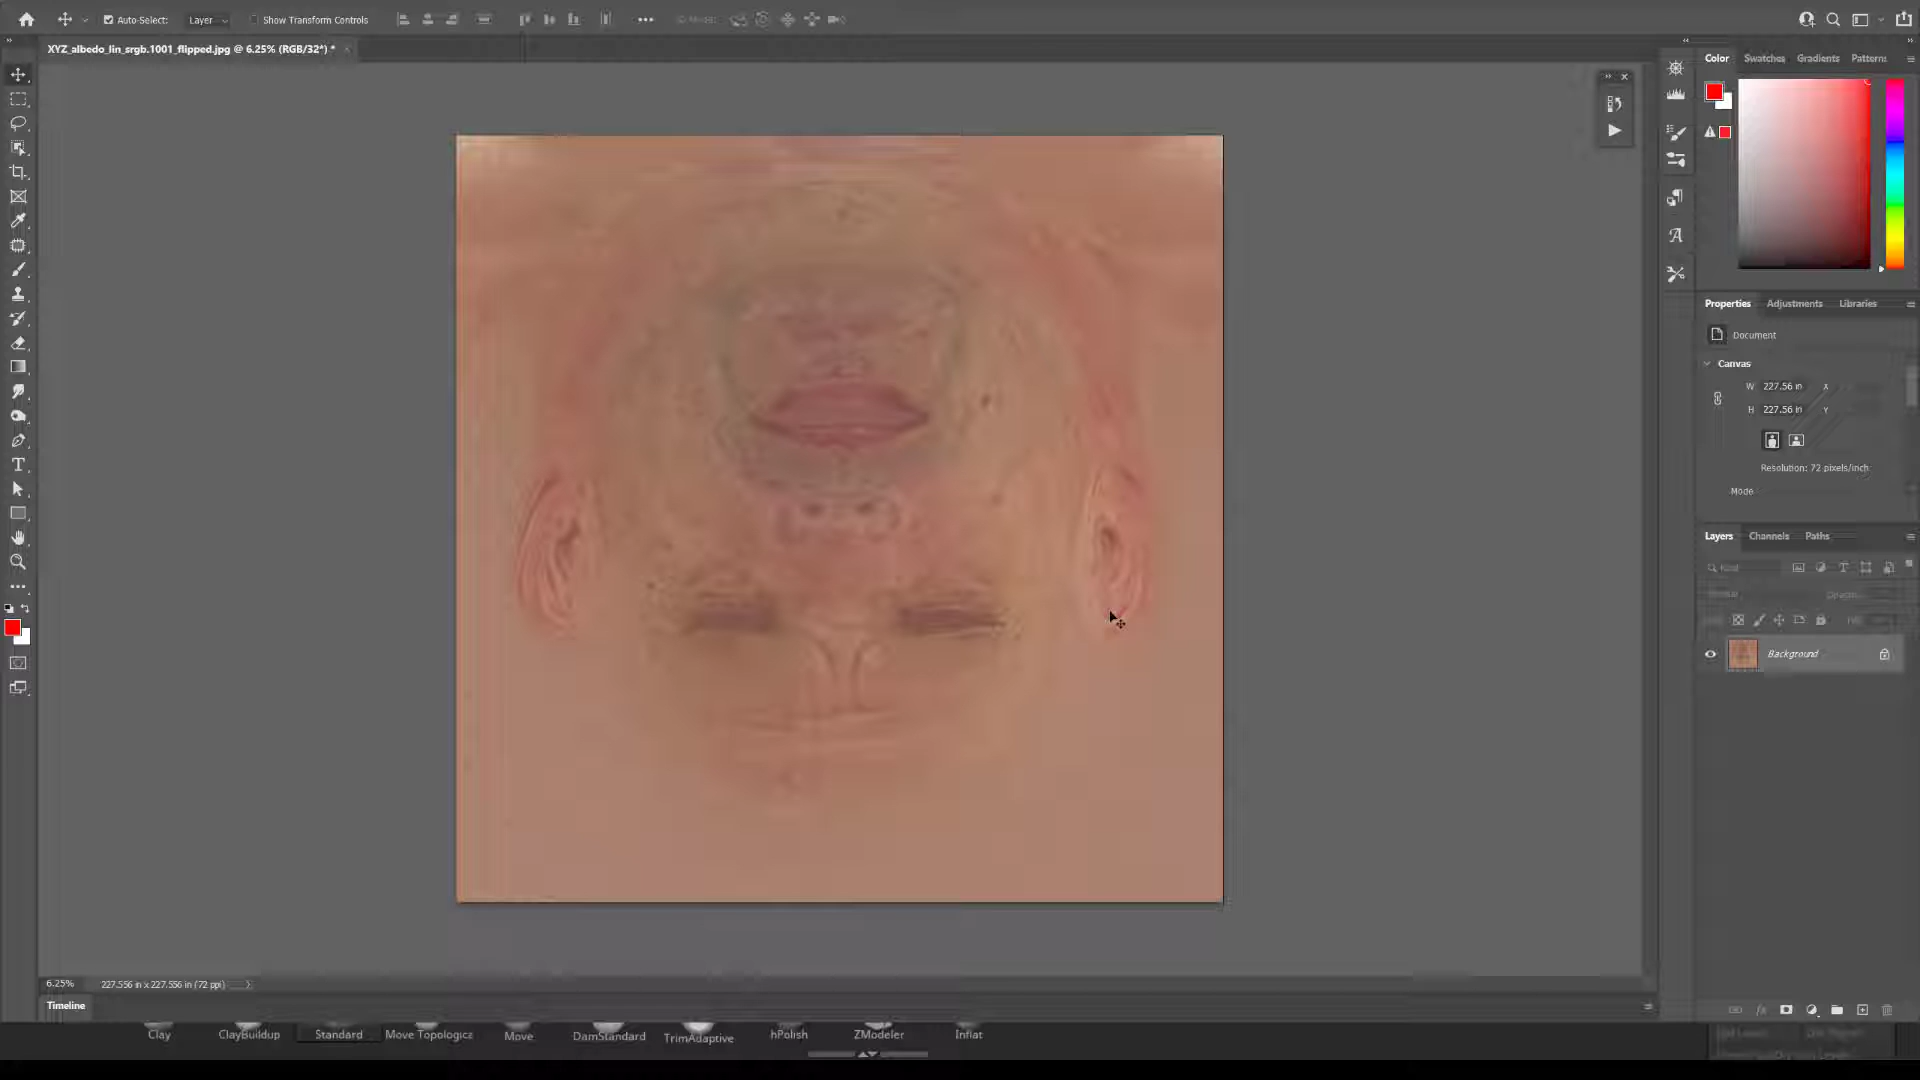 Auto-Select:
Layer
Show Transform Controls
XYZ_albedo_lin_srgb.1001_flipped.jpg @ 6.25% (RGB/32*) *
Color
Swatches
Gradients
Patterns
Properties
Adjustments
Libraries
Document
Canvas
W 227.56 in X
H 227.56 in Y
Resolution: 72 pixels/inch
Mode
Layers
Channels
Paths
Kind
Background
6.25%
227.556 in x 227.556 in (72 ppi)
Timeline
Clay
ClayBuildup
Standard
Move Topologica
Move
DamStandard
TrimAdaptive
hPolish
ZModeler
Inflat